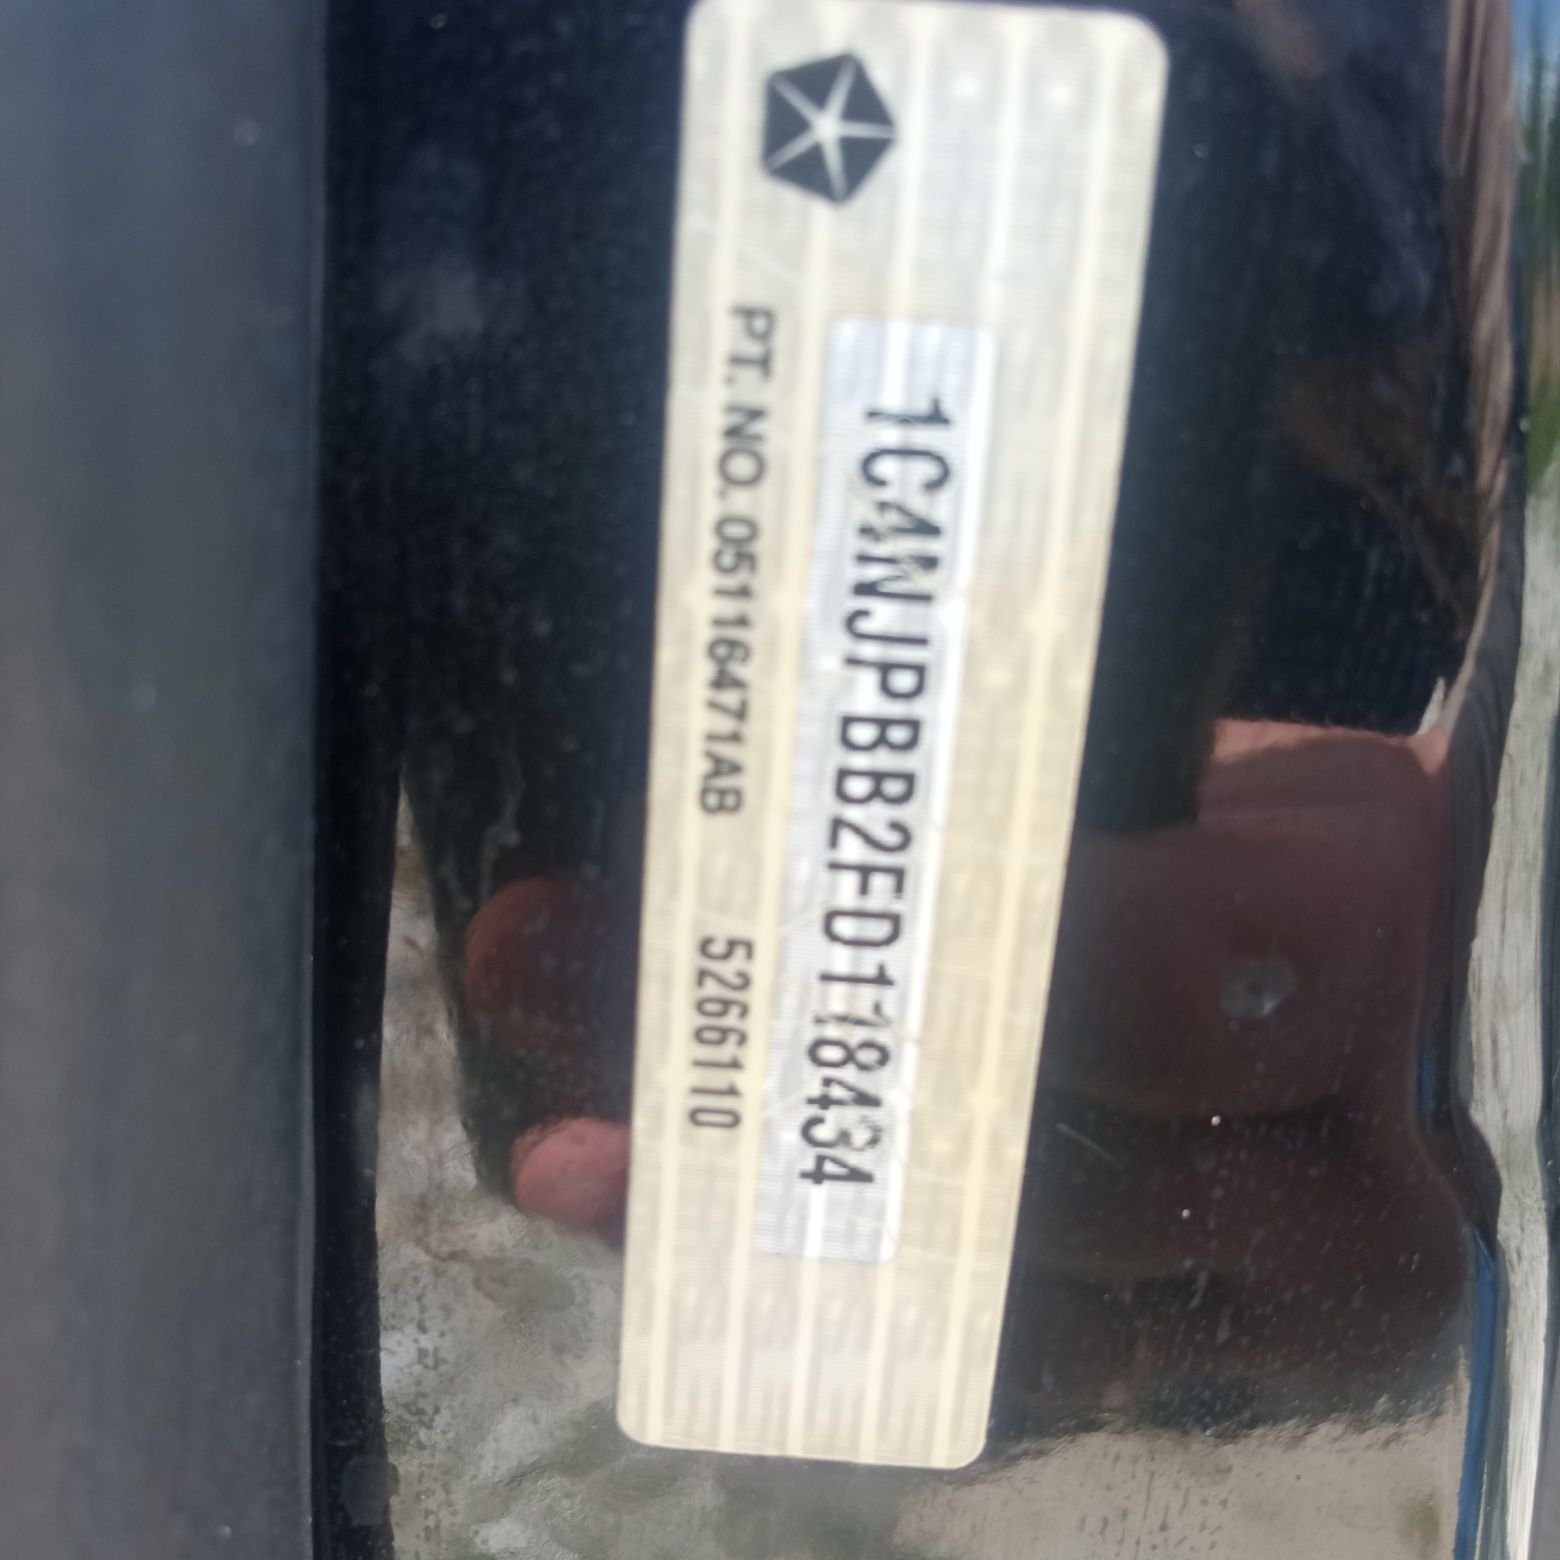 1C4NJPBB2FD118434
PT. NO. 05116471AB 5266110